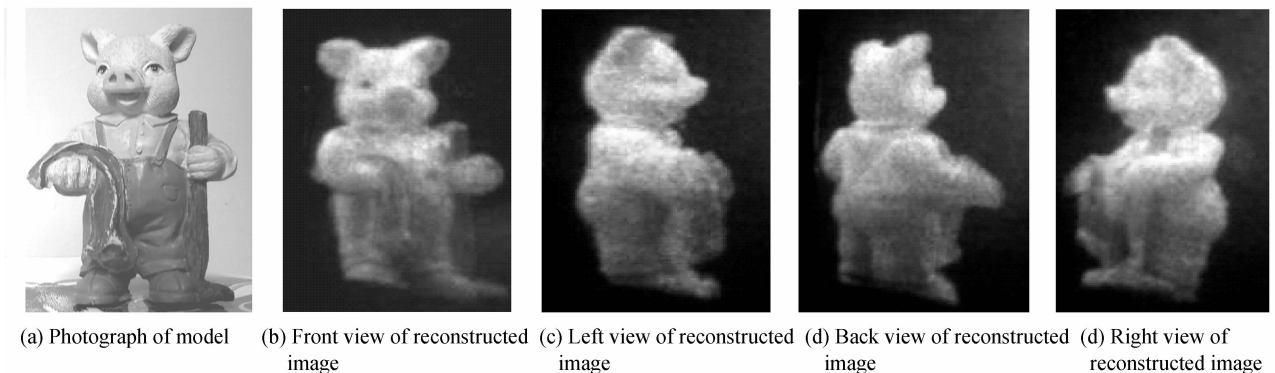 (a) Photograph of model
(b) Front view of reconstructed
image
(c) Left view of reconstructed
image
(d) Back view of reconstructed
image
(d) Right view of
reconstructed image